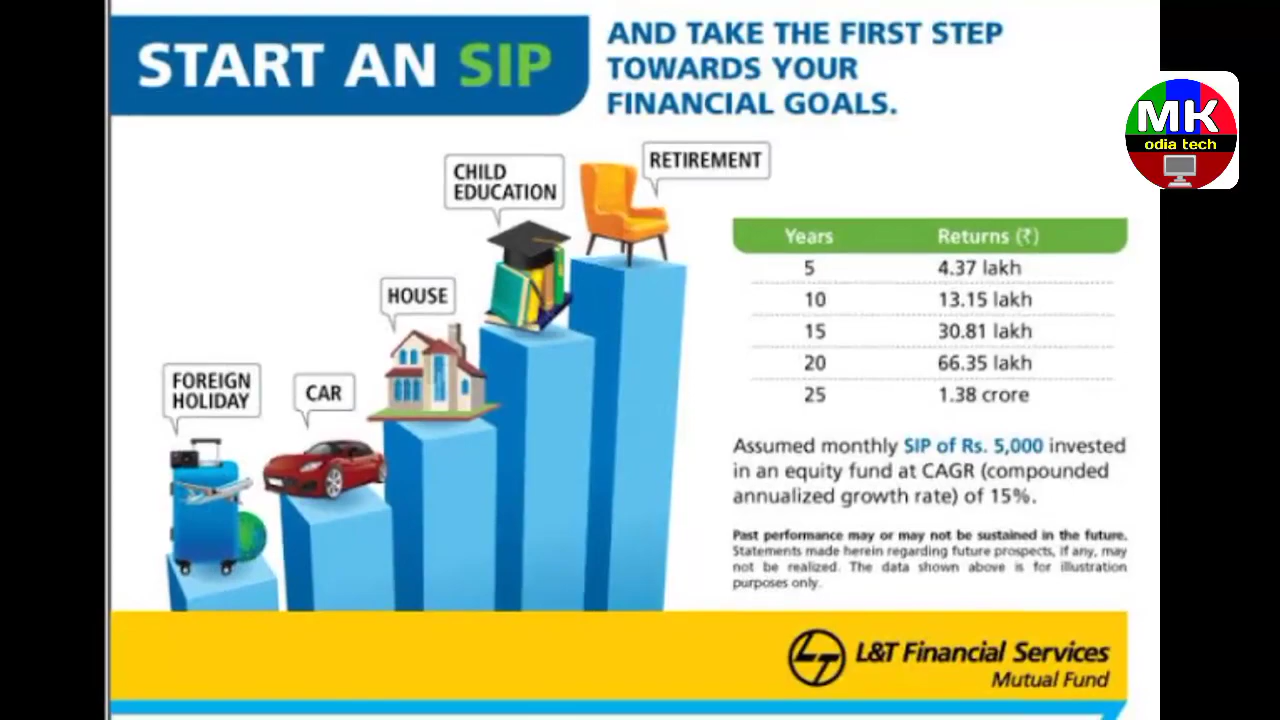 START AN SIP
AND TAKE THE FIRST STEP
TOWARDS YOUR
FINANCIAL GOALS.
MK
odia tech
RETIREMENT
CHILD
EDUCATION
HOUSE
FOREIGN
HOLIDAY
CAR
Years Returns (₹)
5 4.37 lakh
10 13.15 lakh
15 30.81 lakh
20 66.35 lakh
25 1.38 crore
Assumed monthly SIP of Rs. 5,000 invested
in an equity fund at CAGR (compounded
annualized growth rate) of 15%.
Past performance may or may not be sustained in the future.
Statements made herein regarding future prospects, if any, may
not be realized. The data shown above is for illustration
purposes only.
LT L&T Financial Services
Mutual Fund